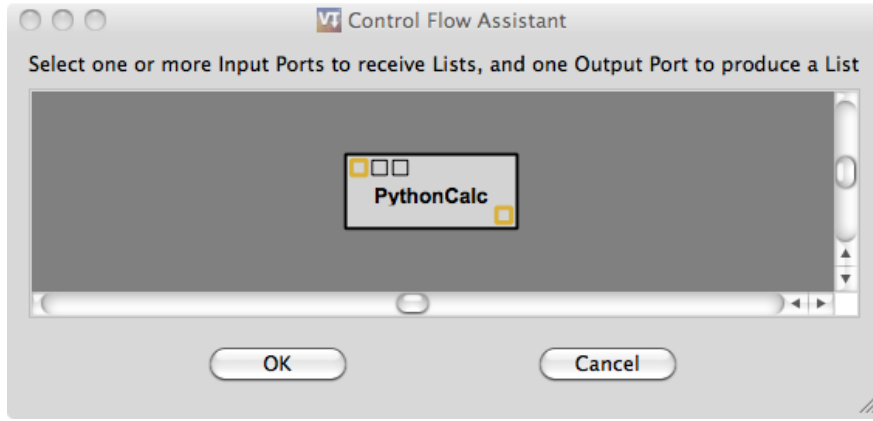 VT Control Flow Assistant
Select one or more Input Ports to receive Lists, and one Output Port to produce a List
PythonCalc
OK Cancel